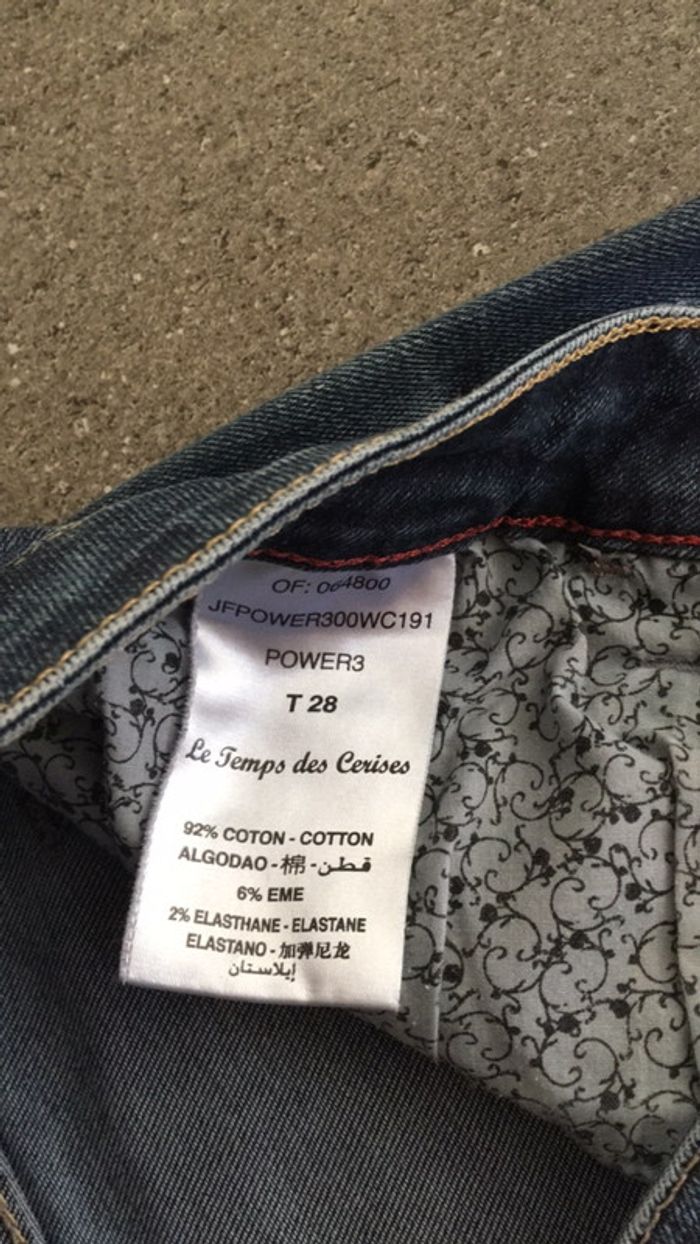 OF: 064800
JFPOWER300WC191
POWER3
T 28
Le Temps des Cerises
92% COTON - COTTON
ALGODAO - 棉 - قطن
6% EME
2% ELASTHANE - ELASTANE
ELASTANO - 加弹尼龙
إيلاستان